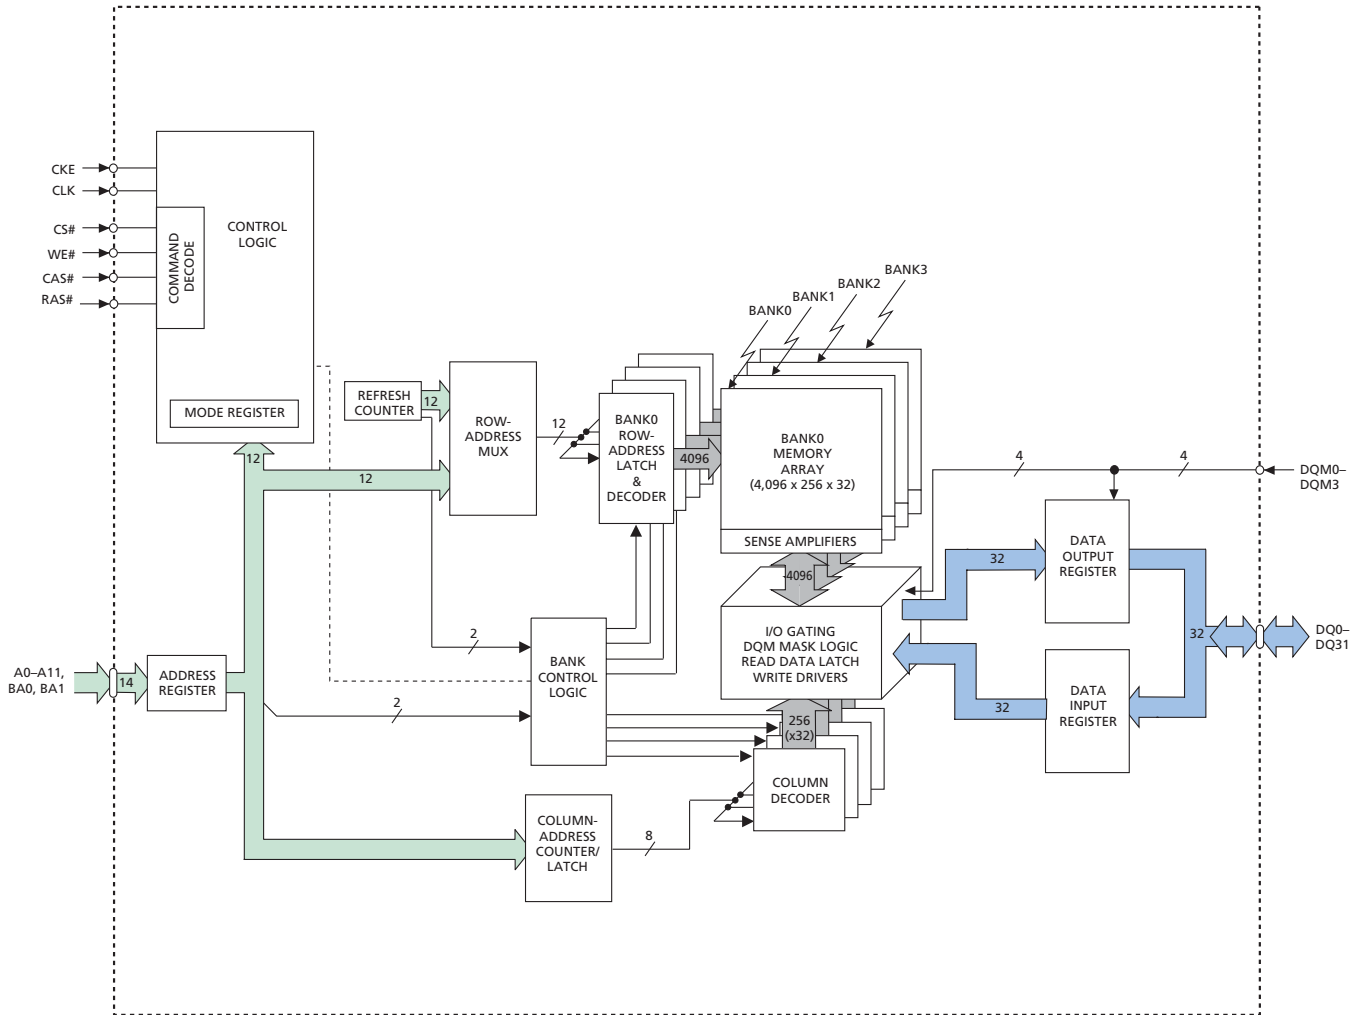 CKE
CLK
CS#
WE#
CAS#
RAS#
COMMAND
DECODE
CONTROL
LOGIC
MODE REGISTER
12
12
REFRESH
COUNTER
12
ROW-
ADDRESS
MUX
12
BANK0
ROW-
ADDRESS
LATCH
&
DECODER
4096
BANK0
BANK1
BANK2
BANK3
BANK0
MEMORY
ARRAY
(4,096 x 256 x 32)
SENSE AMPLIFIERS
4096
I/O GATING
DQM MASK LOGIC
READ DATA LATCH
WRITE DRIVERS
256
(x32)
COLUMN
DECODER
4
4
DQM0–
DQM3
DATA
OUTPUT
REGISTER
32
32
DQ0–
DQ31
DATA
INPUT
REGISTER
32
A0–A11,
BA0, BA1
14
ADDRESS
REGISTER
2
2
BANK
CONTROL
LOGIC
COLUMN-
ADDRESS
COUNTER/
LATCH
8